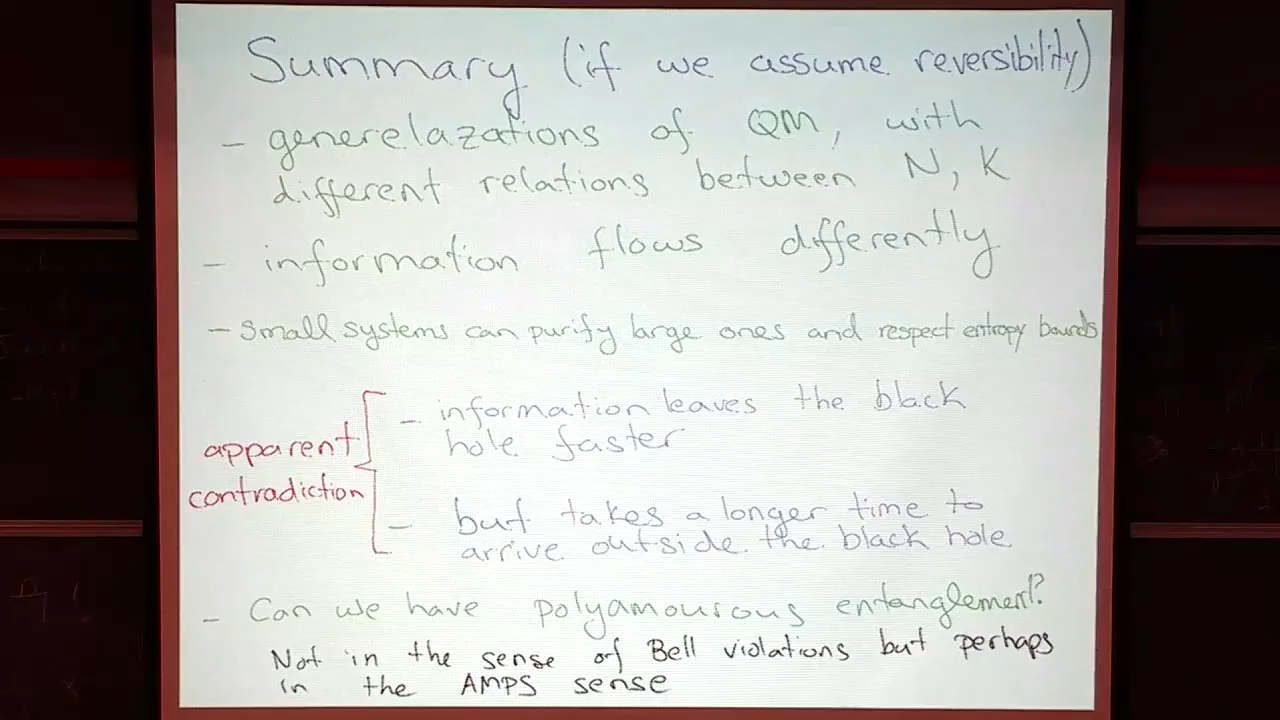 Summary (if we assume reversibility)
- generelazations of QM, with
different relations between N, K
- information flows differently
- Small systems can purify large ones and respect entropy bounds
- information leaves the black
hole faster
apparent
contradiction
- but takes a longer time to
arrive outside the black hole
- Can we have polyamourous entanglement?
Not in the sense of Bell violations but perhaps
in the AMPS sense